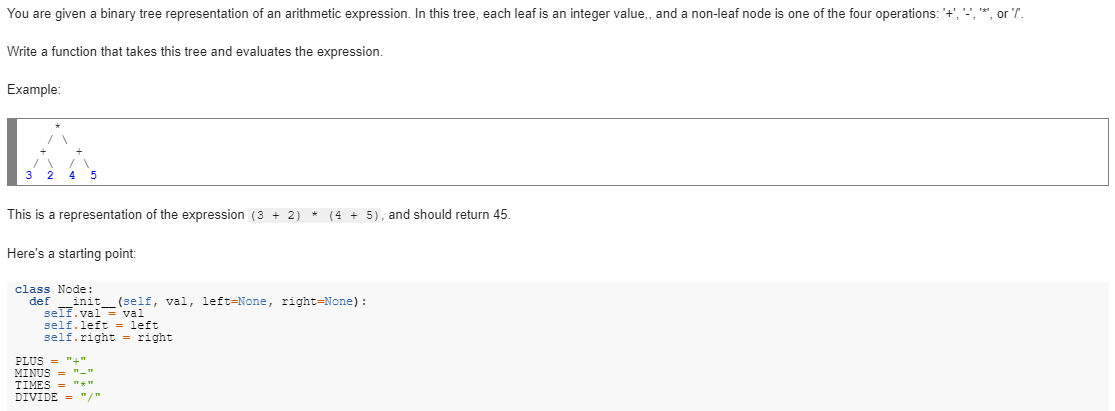 You are given a binary tree representation of an arithmetic expression. In this tree, each leaf is an integer value,, and a non-leaf node is one of the four operations: '+', '-', '*', or '/'.
Write a function that takes this tree and evaluates the expression.
Example:
*
/ \
+ +
/ \ / \
3 2 4 5
This is a representation of the expression (3 + 2) * (4 + 5), and should return 45.
Here's a starting point:
class Node:
  def __init__(self, val, left=None, right=None):
    self.val = val
    self.left = left
    self.right = right
PLUS = "+"
MINUS = "-"
TIMES = "*"
DIVIDE = "/"